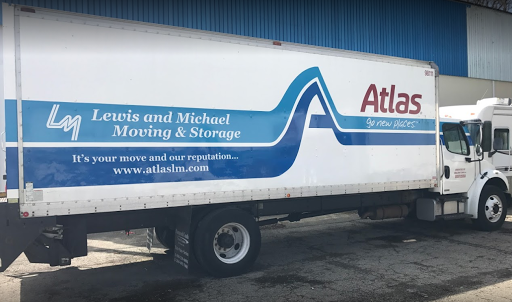 LM
Lewis and Michael
Moving & Storage
It's your move and our reputation...
www.atlaslm.com
Atlas
go new places.